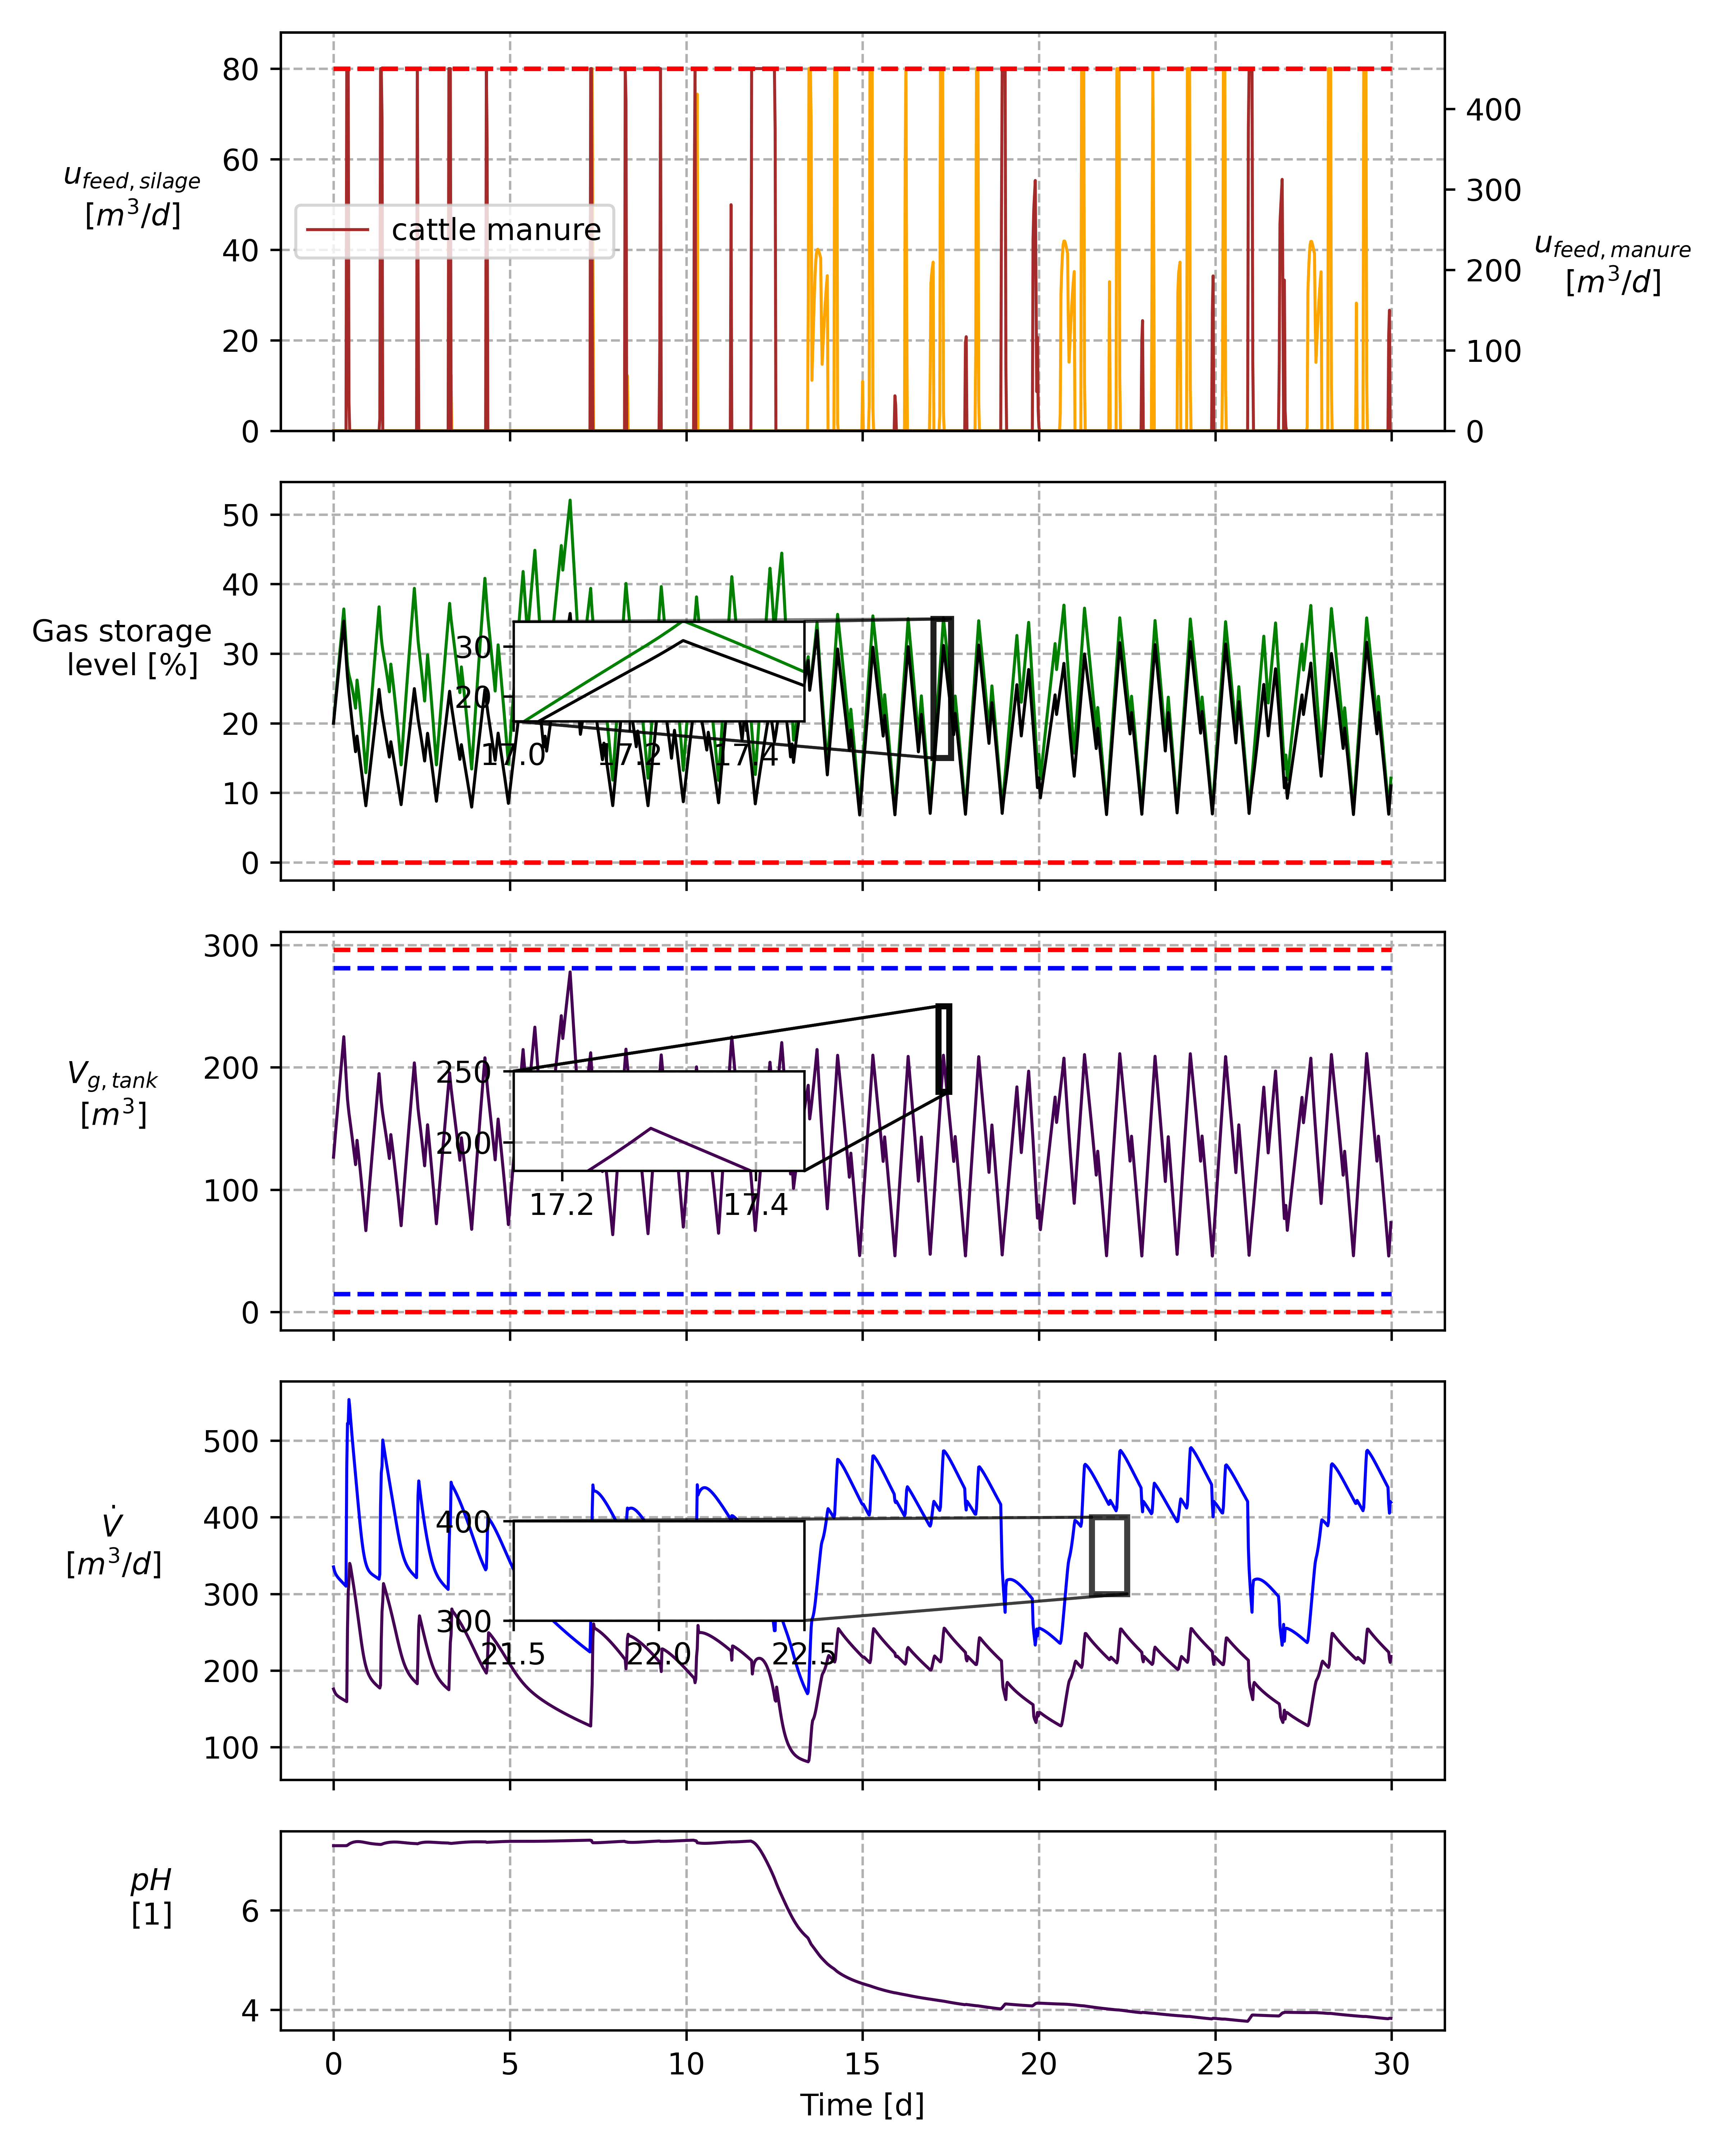 80
60
40
20
0
u_feed,silage
[m³/d]
cattle manure
400
300
200
100
0
u_feed,manure
[m³/d]
50
40
30
20
10
0
Gas storage
level [%]
30
20
17.0 17.2 17.4
300
200
100
0
V_g,tank
[m³]
250
200
17.2 17.4
500
400
300
200
100
V̇
[m³/d]
400
300
21.5 22.0 22.5
pH
[1]
6
4
0 5 10 15 20 25 30
Time [d]